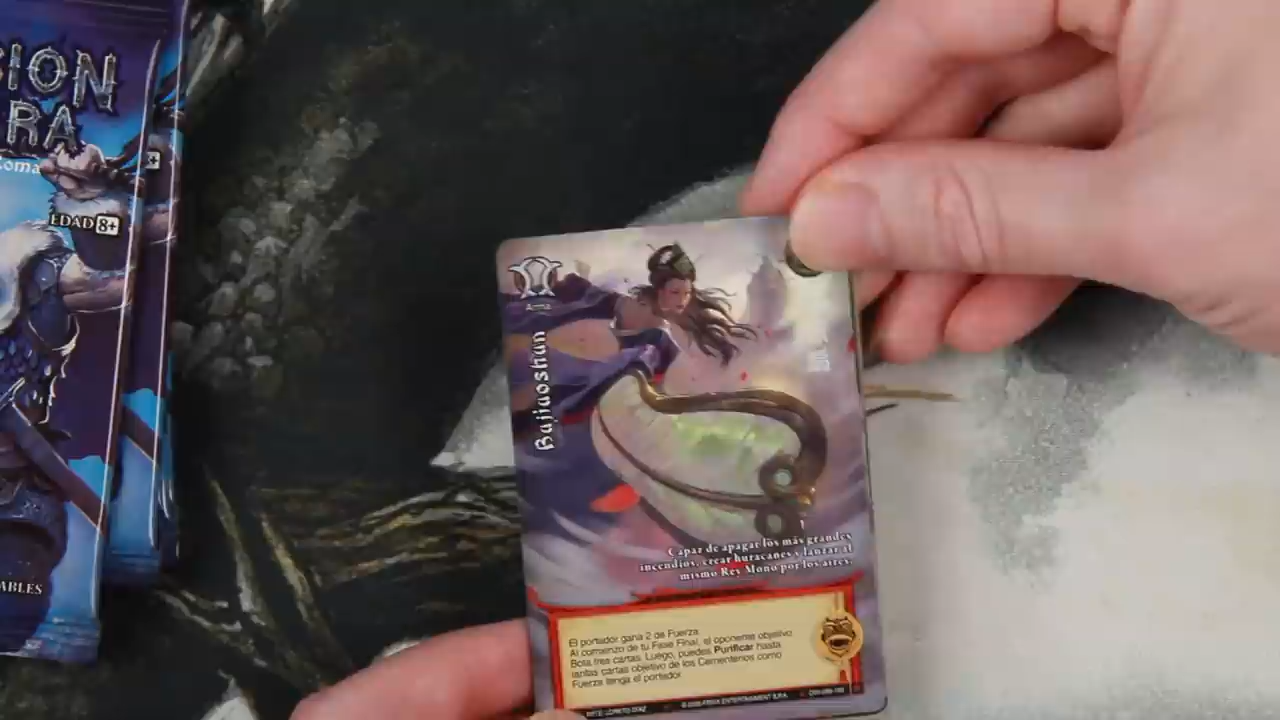 SION
RA
Roma
EDAD 8+
ABLES
Arma
Bajiaoshan
Capaz de apagar los más grandes
incendios, crear huracanes y lanzar al
mismo Rey Mono por los aires.
El portador gana 2 de Fuerza.
Al comienzo de tu Fase Final, el oponente objetivo
Bota tres cartas. Luego, puedes Purificar hasta
tantas cartas objetivo de los Cementerios como
Fuerza tenga el portador.